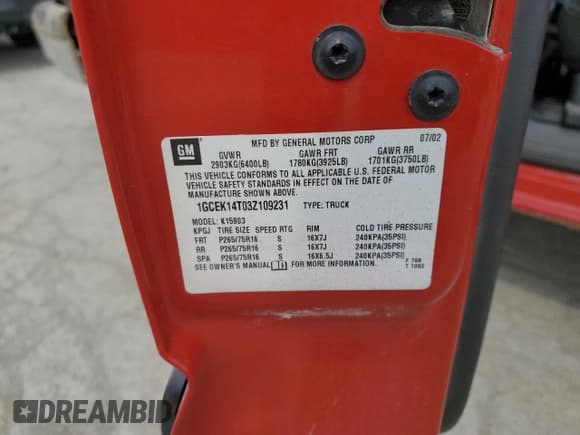 GM
MFD BY GENERAL MOTORS CORP 07/02
GVWR GAWR FRT GAWR RR
2903KG(6400LB) 1780KG(3925LB) 1701KG(3750LB)
THIS VEHICLE CONFORMS TO ALL APPLICABLE U.S. FEDERAL MOTOR
VEHICLE SAFETY STANDARDS IN EFFECT ON THE DATE OF
MANUFACTURE SHOWN ABOVE.
1GCEK14T03Z109231 TYPE: TRUCK
MODEL: K15903
KPGJ TIRE SIZE SPEED RTG RIM COLD TIRE PRESSURE
FRT P265/75R16 S 16X7J 240KPA(35PSI)
RR P265/75R16 S 16X7J 240KPA(35PSI)
SPA P265/75R16 S 16X6.5J 240KPA(35PSI)
SEE OWNER'S MANUAL FOR MORE INFORMATION.
DREAMBID